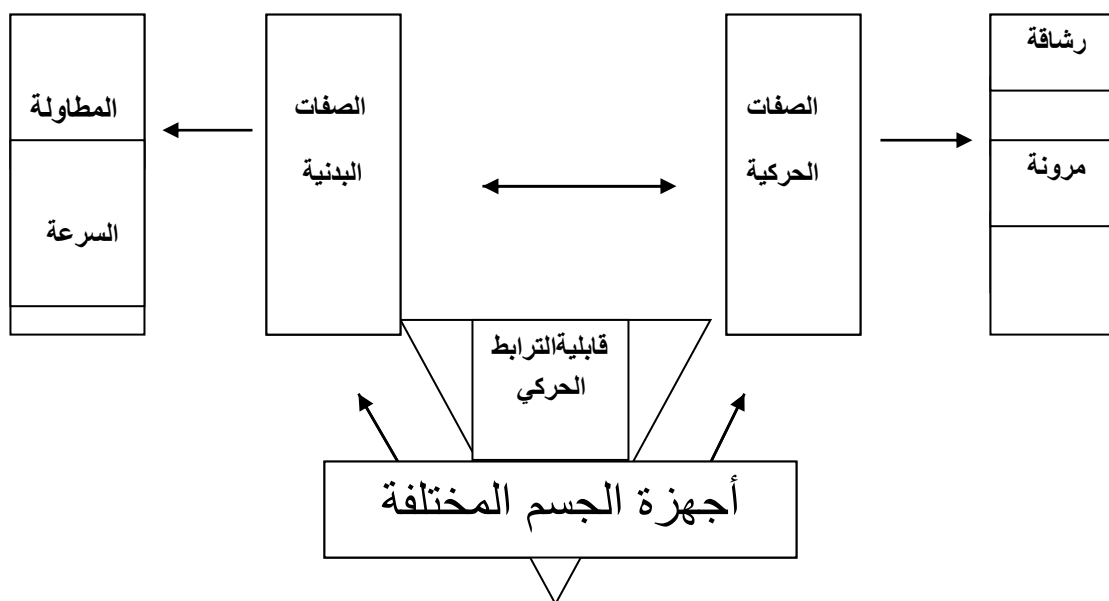 رشاقة
مرونة
الصفات
الحركية
الصفات
البدنية
المطاولة
السرعة
قابليةالترابط
الحركي
أجهزة الجسم المختلفة